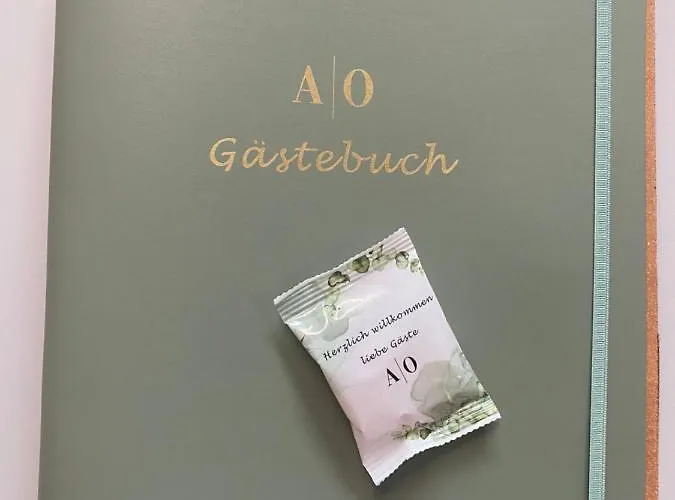 A|O
Gästebuch
Herzlich willkommen
liebe Gäste
A|O